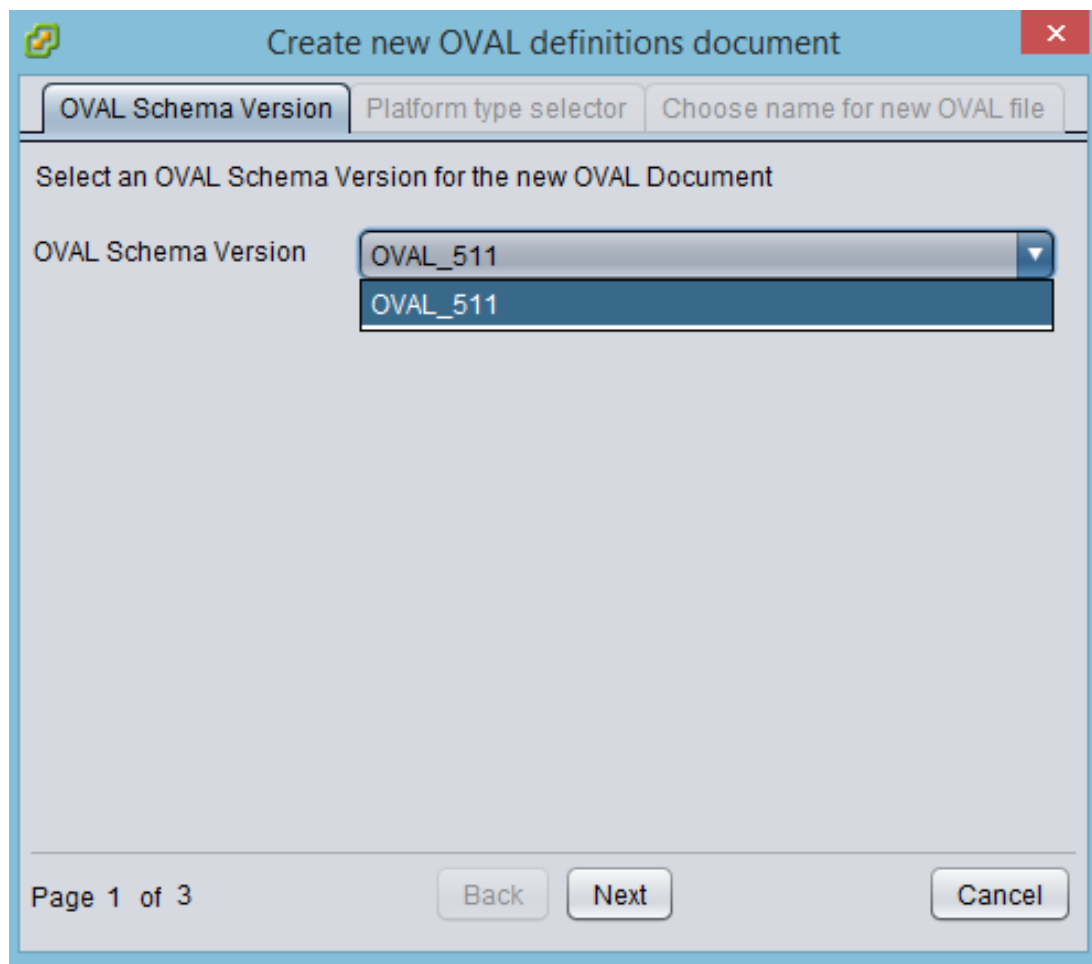 Create new OVAL definitions document
OVAL Schema Version Platform type selector Choose name for new OVAL file
Select an OVAL Schema Version for the new OVAL Document
OVAL Schema Version OVAL_511
OVAL_511
Page 1 of 3 Back Next Cancel